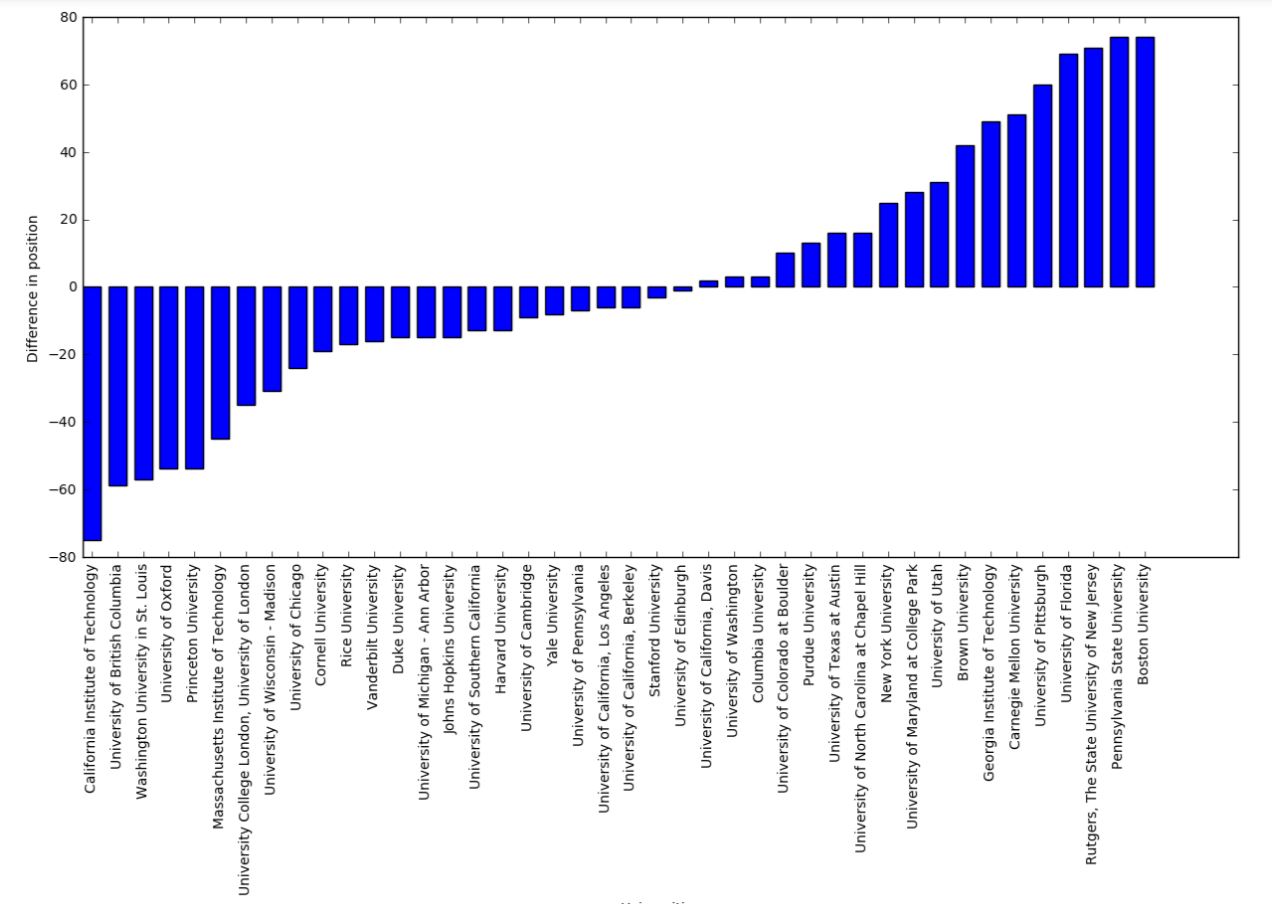 80
60
40
20
0
−20
−40
−60
−80
Difference in position
California Institute of Technology
University of British Columbia
Washington University in St. Louis
University of Oxford
Princeton University
Massachusetts Institute of Technology
University College London, University of London
University of Wisconsin - Madison
University of Chicago
Cornell University
Rice University
Vanderbilt University
Duke University
University of Michigan - Ann Arbor
Johns Hopkins University
University of Southern California
Harvard University
University of Cambridge
Yale University
University of Pennsylvania
University of California, Los Angeles
University of California, Berkeley
Stanford University
University of Edinburgh
University of California, Davis
University of Washington
Columbia University
University of Colorado at Boulder
Purdue University
University of Texas at Austin
University of North Carolina at Chapel Hill
New York University
University of Maryland at College Park
University of Utah
Brown University
Georgia Institute of Technology
Carnegie Mellon University
University of Pittsburgh
University of Florida
Rutgers, The State University of New Jersey
Pennsylvania State University
Boston University